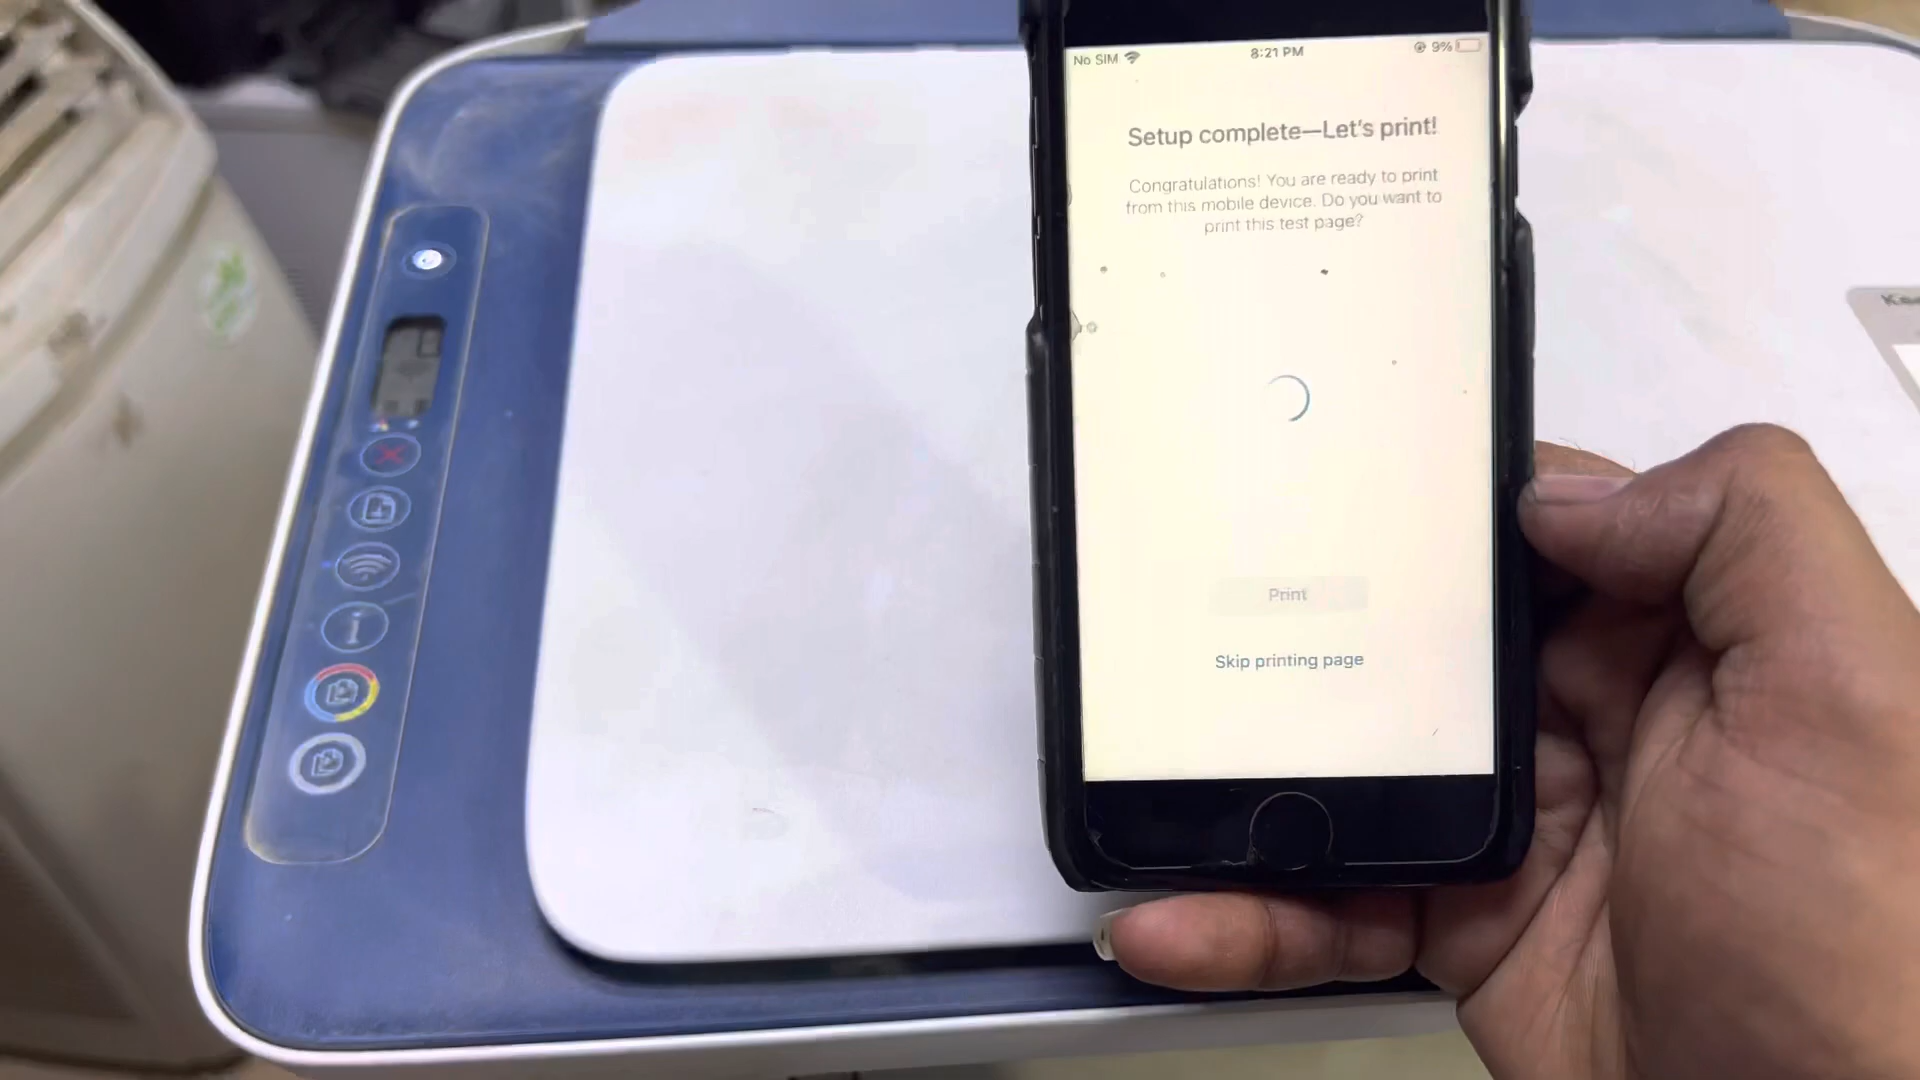 No SIM
8:21 PM
9%
Setup complete—Let's print!
Congratulations! You are ready to print
from this mobile device. Do you want to
print this test page?
Print
Skip printing page